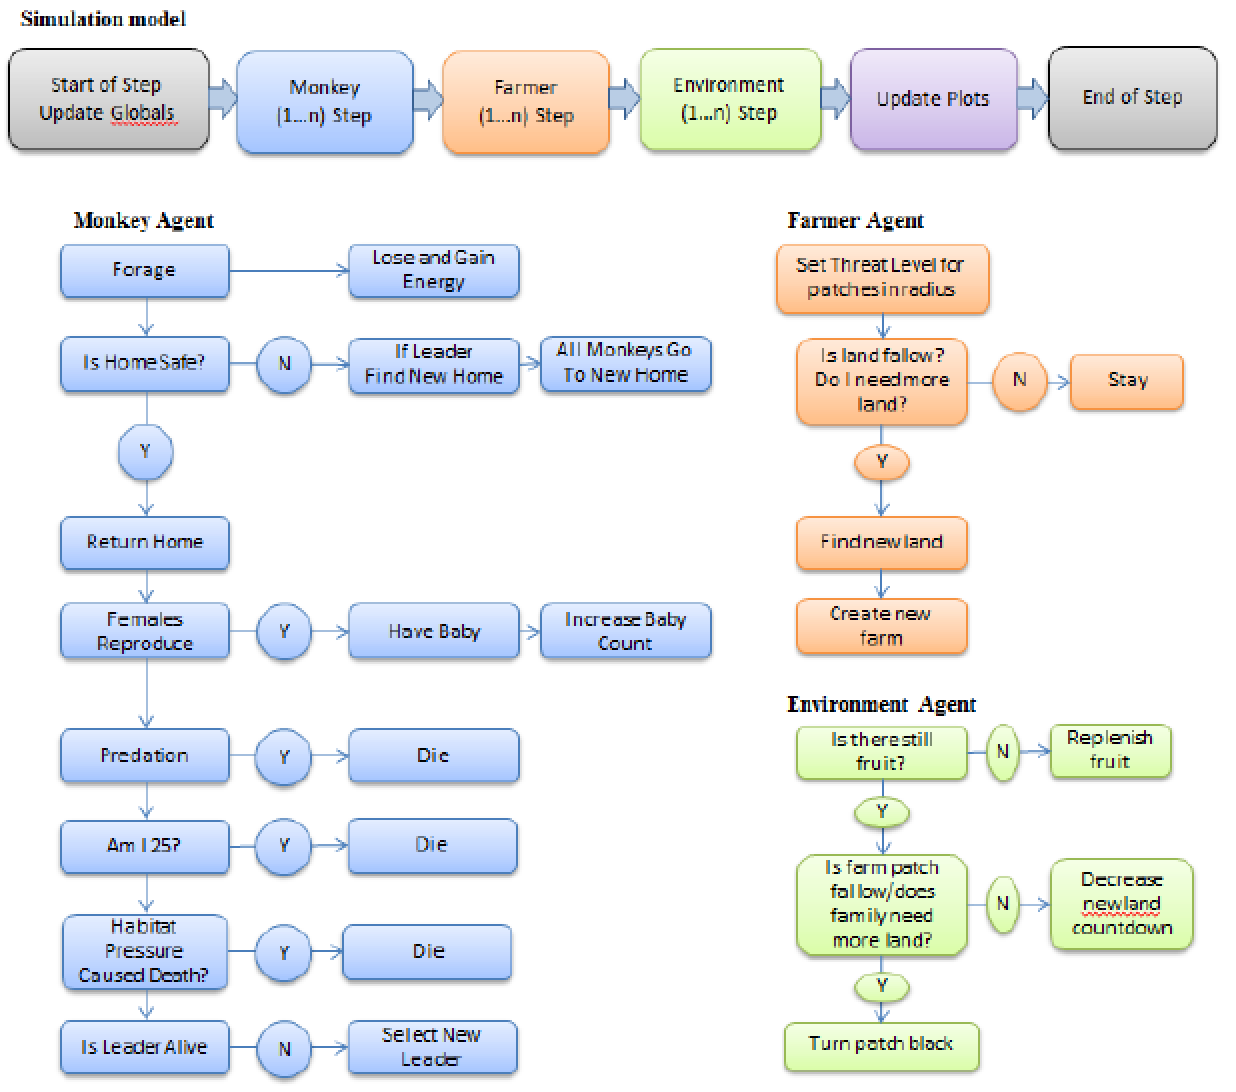 Simulation model
Start of Step
Update Globals
Monkey
(1...n) Step
Farmer
(1...n) Step
Environment
(1...n) Step
Update Plots
End of Step
Monkey Agent
Forage
Lose and Gain
Energy
Is Home Safe?
N
If Leader
Find New Home
All Monkeys Go
To New Home
Y
Return Home
Females
Reproduce
Y
Have Baby
Increase Baby
Count
Predation
Y
Die
Am I 25?
Y
Die
Habitat
Pressure
Caused Death?
Y
Die
Is Leader Alive
N
Select New
Leader
Farmer Agent
Set Threat Level for
patches in radius
Is land fallow?
Do I need more
land?
N
Stay
Y
Find new land
Create new
farm
Environment Agent
Is there still
fruit?
N
Replenish
fruit
Y
Is farm patch
fallow/does
family need
more land?
N
Decrease
newland
countdown
Y
Turn patch black